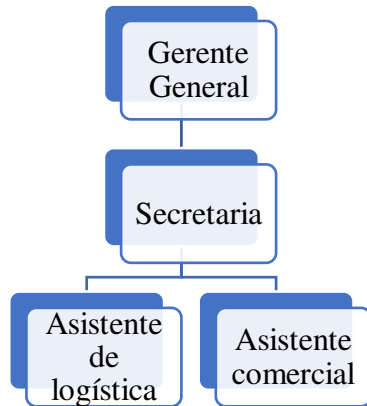 Gerente
General
Secretaria
Asistente
de
logística
Asistente
comercial